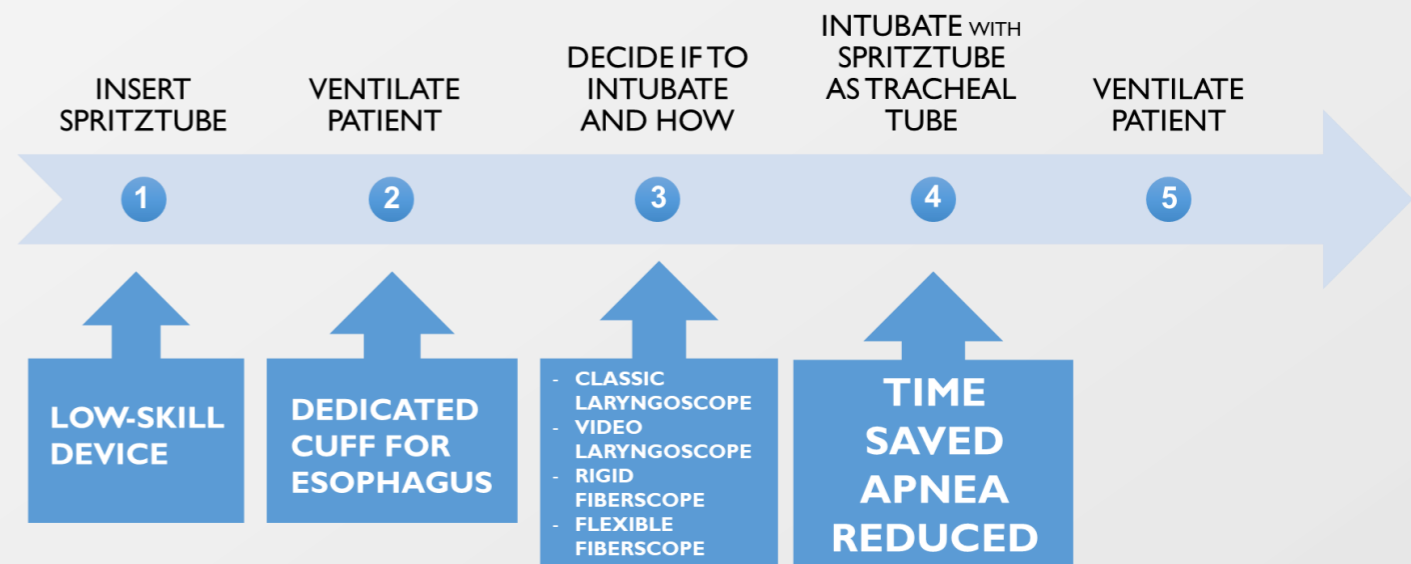 INSERT
SPRITZTUBE
VENTILATE
PATIENT
DECIDE IF TO
INTUBATE
AND HOW
INTUBATE WITH
SPRITZTUBE
AS TRACHEAL
TUBE
VENTILATE
PATIENT
1
2
3
4
5
LOW-SKILL
DEVICE
DEDICATED
CUFF FOR
ESOPHAGUS
- CLASSIC
LARYNGOSCOPE
- VIDEO
LARYNGOSCOPE
- RIGID
FIBERSCOPE
- FLEXIBLE
FIBERSCOPE
TIME
SAVED
APNEA
REDUCED